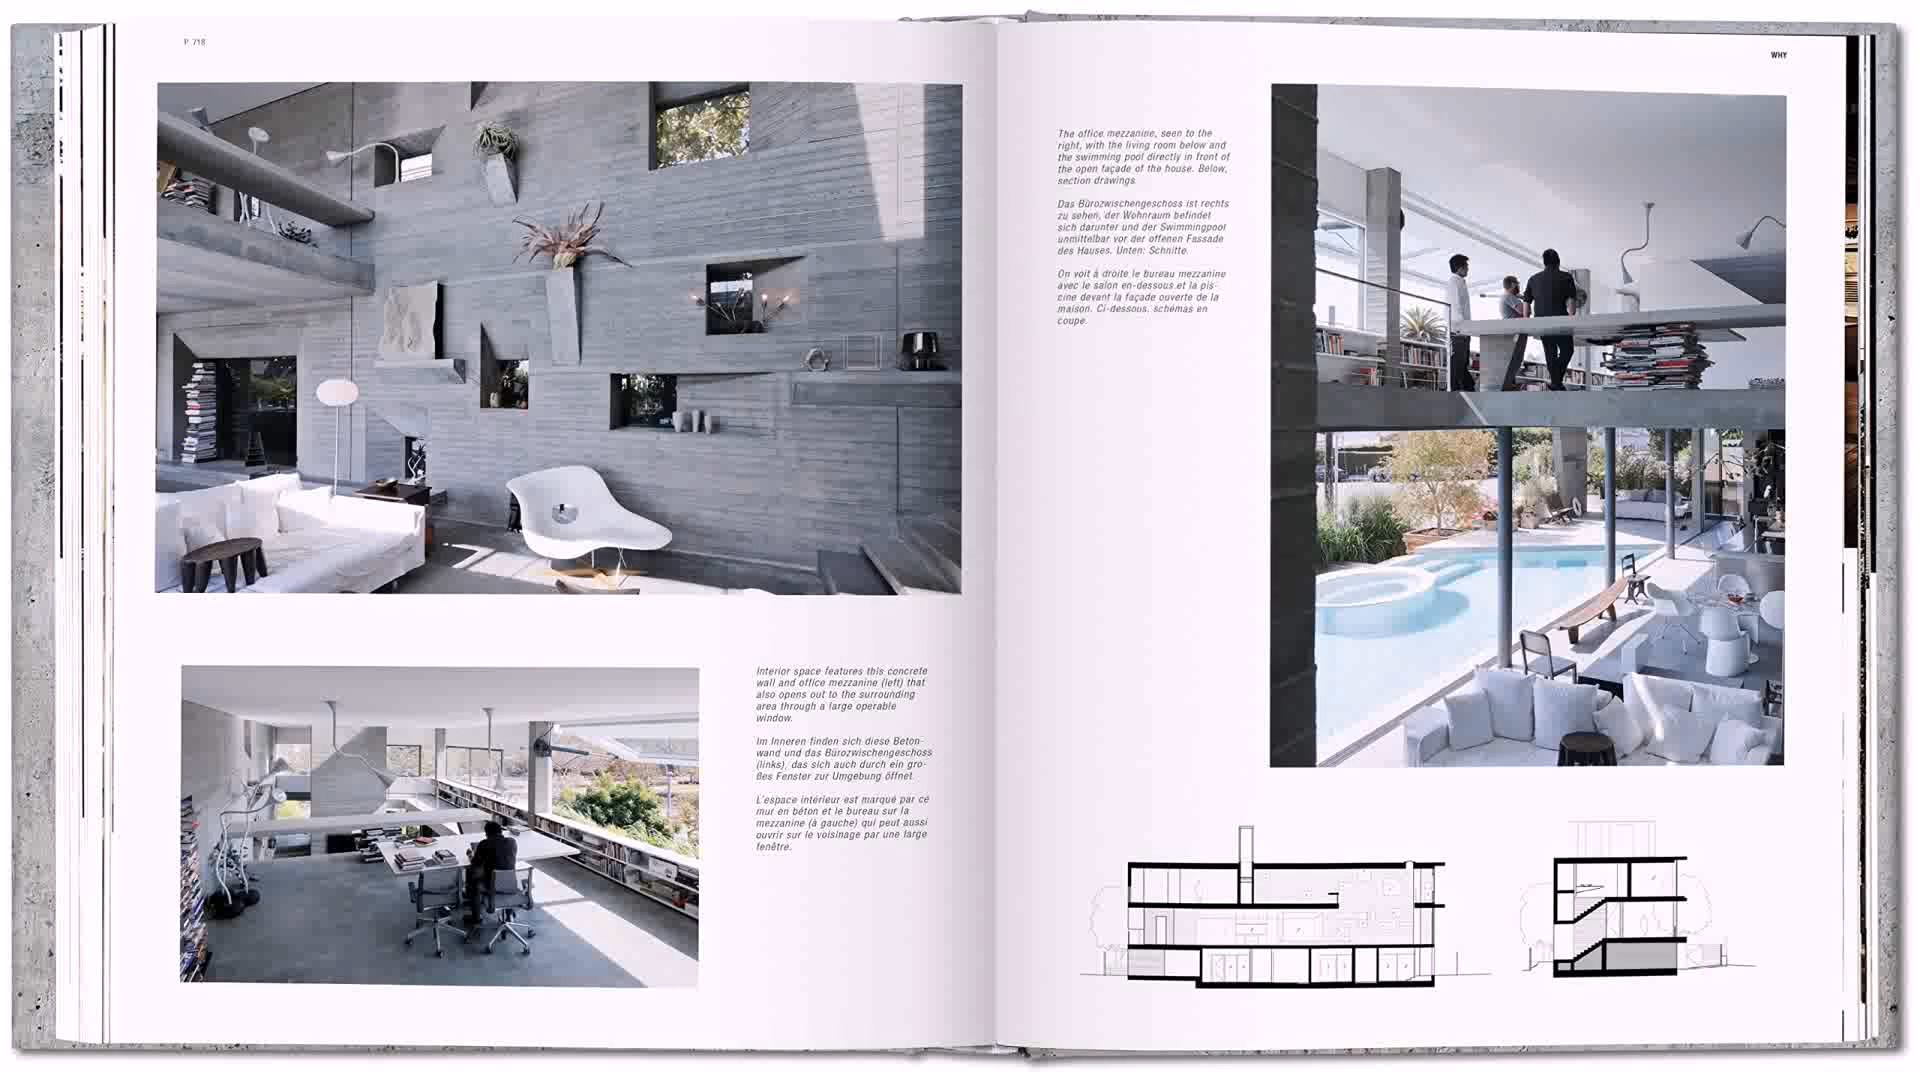 P 718
Interior space features this concrete
wall and office mezzanine (left) that
also opens out to the surrounding
area through a large operable
window.
Im Inneren finden sich diese Beton-
wand und das Bürozwischengeschoss
(links), das sich auch durch ein gro-
ßes Fenster zur Umgebung öffnet.
L'espace intérieur est marqué par ce
mur en béton et le bureau sur la
mezzanine (à gauche) qui peut aussi
ouvrir sur le voisinage par une large
fenêtre.
WHY
The office mezzanine, seen to the
right, with the living room below and
the swimming pool directly in front of
the open façade of the house. Below,
section drawings.
Das Bürozwischengeschoss ist rechts
zu sehen, der Wohnraum befindet
sich darunter und der Swimmingpool
unmittelbar vor der offenen Fassade
des Hauses. Unten: Schnitte.
On voit à droite le bureau mezzanine
avec le salon en-dessous et la pis-
cine devant la façade ouverte de la
maison. Ci-dessous, schémas en
coupe.